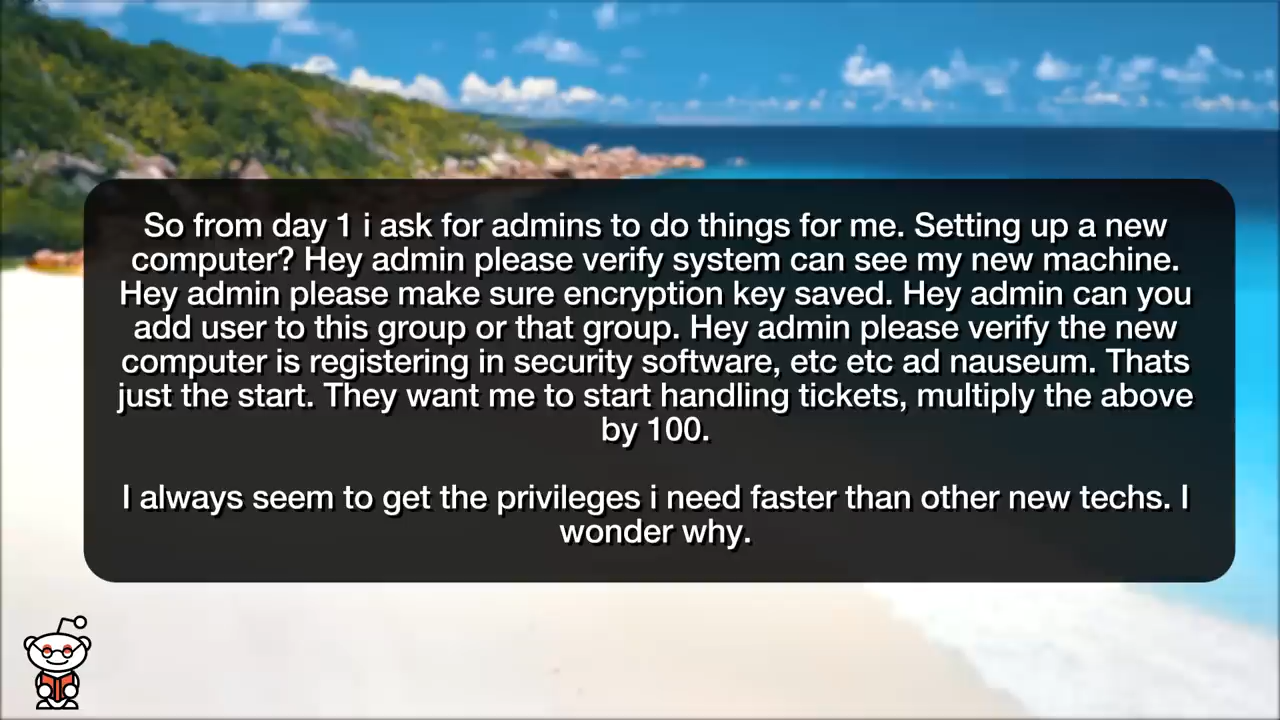 So from day 1 i ask for admins to do things for me. Setting up a new
computer? Hey admin please verify system can see my new machine.
Hey admin please make sure encryption key saved. Hey admin can you
add user to this group or that group. Hey admin please verify the new
computer is registering in security software, etc etc ad nauseum. Thats
just the start. They want me to start handling tickets, multiply the above
by 100.
I always seem to get the privileges i need faster than other new techs. I
wonder why.